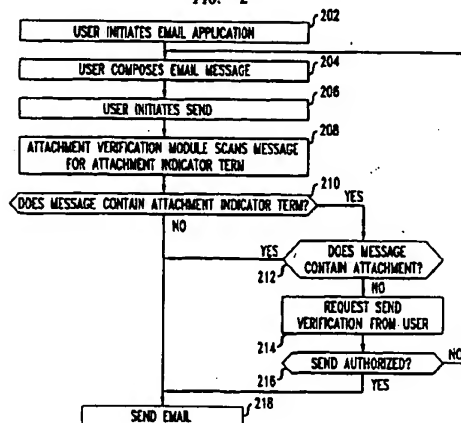 FIG. 2
202
USER INITIATES EMAIL APPLICATION
204
USER COMPOSES EMAIL MESSAGE
206
USER INITIATES SEND
208
ATTACHMENT VERIFICATION MODULE SCANS MESSAGE
FOR ATTACHMENT INDICATOR TERM
210
DOES MESSAGE CONTAIN ATTACHMENT INDICATOR TERM?
YES
NO
YES
DOES MESSAGE
CONTAIN ATTACHMENT?
212
NO
REQUEST SEND
VERIFICATION FROM USER
214
SEND AUTHORIZED?
NO
216
YES
218
SEND EMAIL